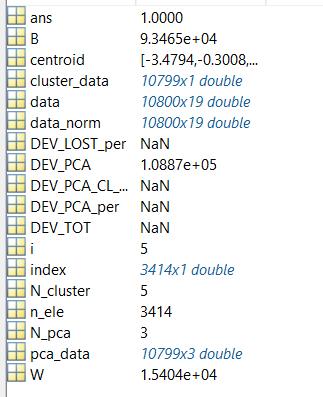 ans 1.0000
B 9.3465e+04
centroid [-3.4794,-0.3008,...
cluster_data 10799x1 double
data 10800x19 double
data_norm 10800x19 double
DEV_LOST_per NaN
DEV_PCA 1.0887e+05
DEV_PCA_CL_... NaN
DEV_PCA_per NaN
DEV_TOT NaN
i 5
index 3414x1 double
N_cluster 5
n_ele 3414
N_pca 3
pca_data 10799x3 double
W 1.5404e+04